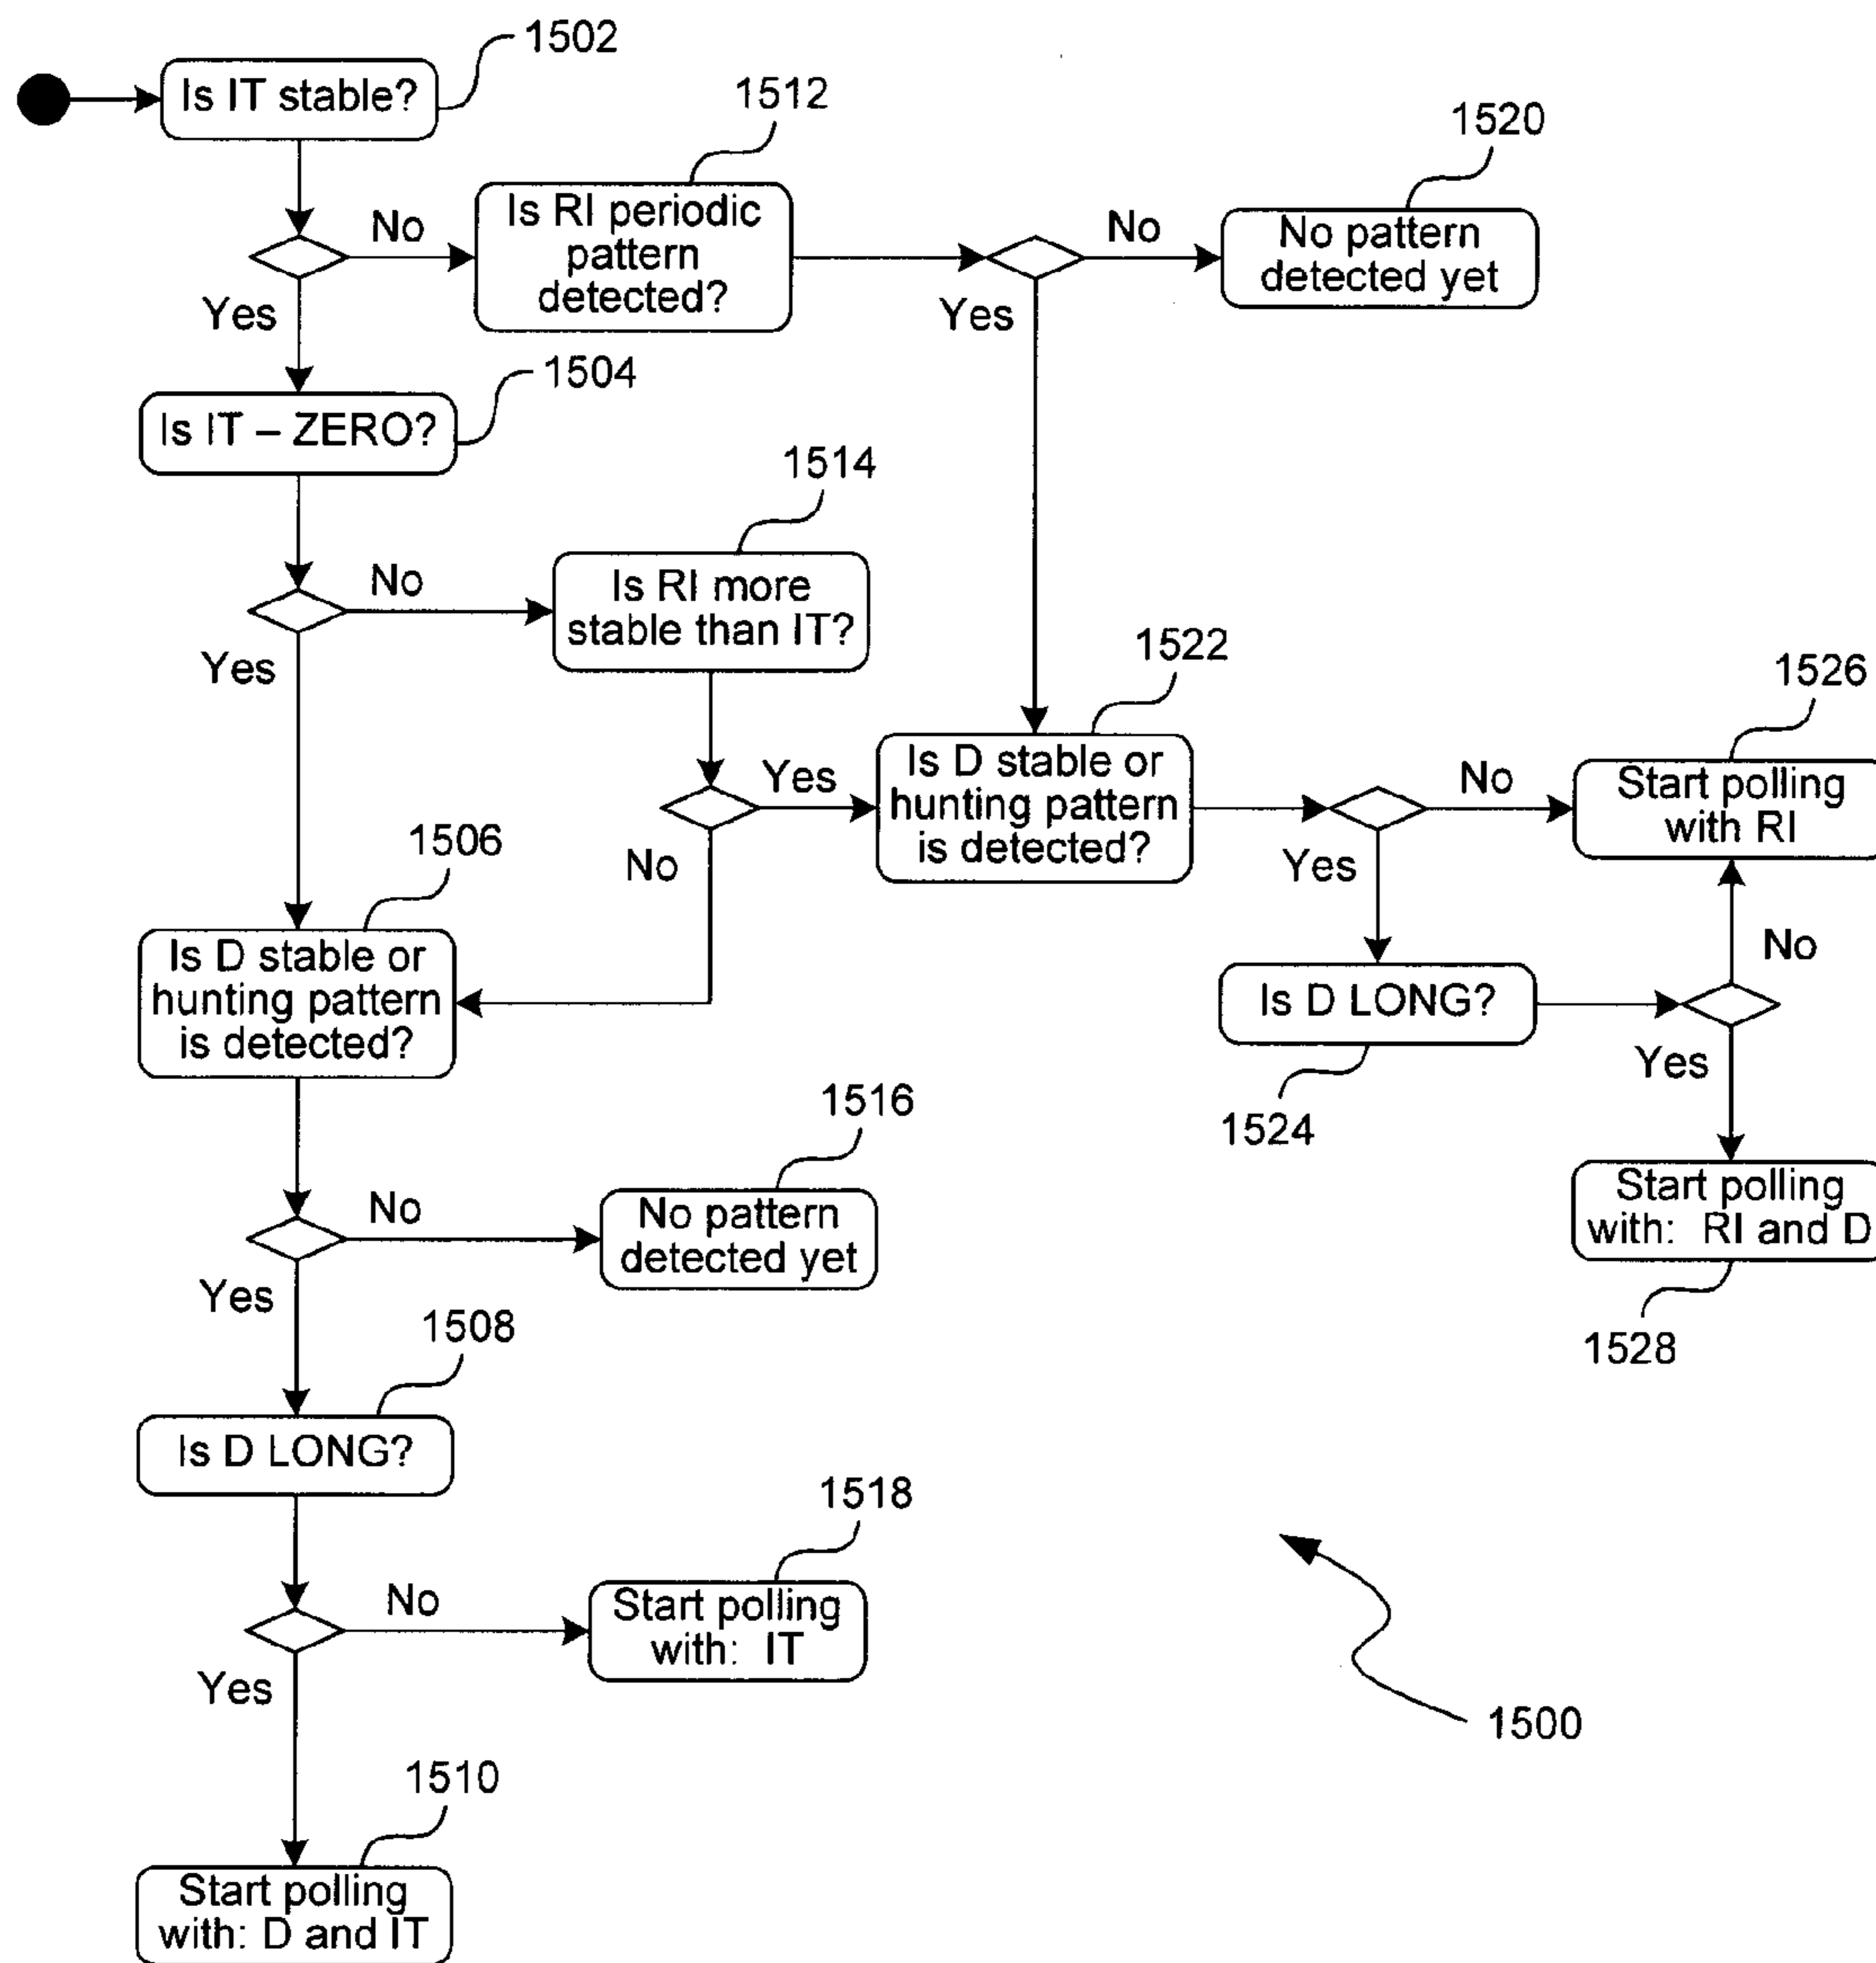 1502
Is IT stable?
1512
1520
No
Is RI periodic
pattern
detected?
No
No pattern
detected yet
Yes
Yes
1504
Is IT – ZERO?
1514
No
Is RI more
stable than IT?
Yes
1522
1526
Yes
Is D stable or
hunting pattern
is detected?
No
Start polling
with RI
1506
No
Yes
Is D stable or
hunting pattern
is detected?
Is D LONG?
No
Yes
1524
1516
No
No pattern
detected yet
Start polling
with: RI and D
Yes
1528
1508
Is D LONG?
1518
No
Start polling
with: IT
Yes
1500
1510
Start polling
with: D and IT